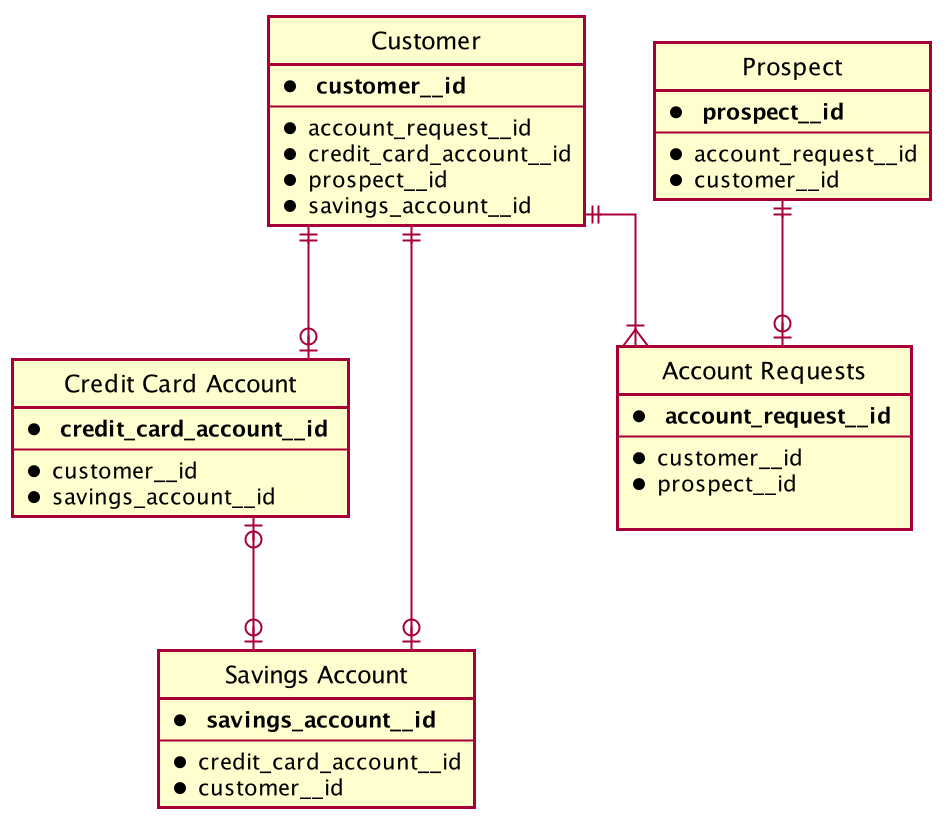 Customer
customer__id
account_request__id
credit_card_account__id
prospect__id
savings_account__id
Prospect
prospect__id
account_request__id
customer__id
Credit Card Account
credit_card_account__id
customer__id
savings_account__id
Account Requests
account_request__id
customer__id
prospect__id
Savings Account
savings_account__id
credit_card_account__id
customer__id